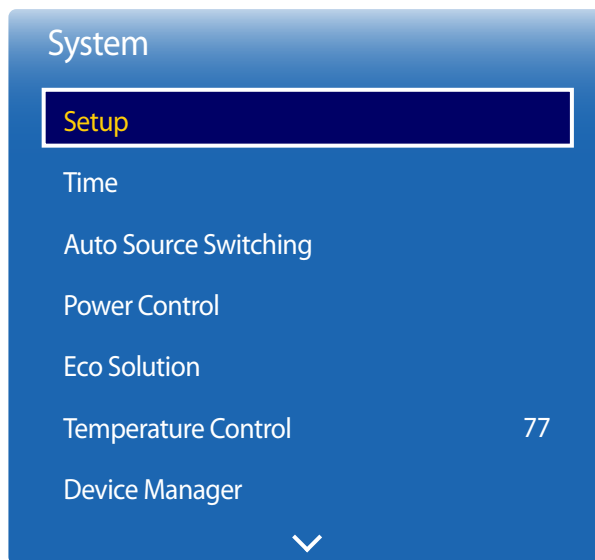 System
Setup
Time
Auto Source Switching
Power Control
Eco Solution
Temperature Control 77
Device Manager